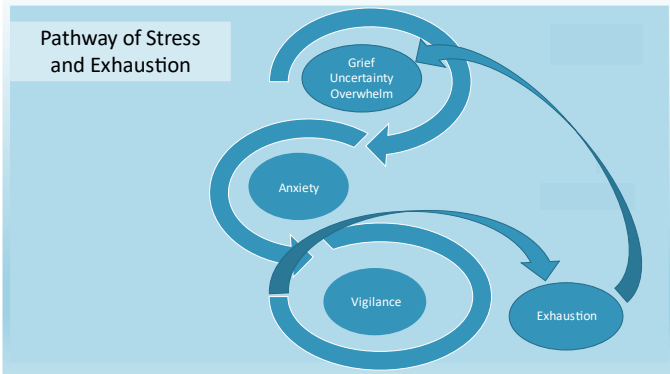 Pathway of Stress
and Exhaustion
Grief
Uncertainty
Overwhelm
Anxiety
Vigilance
Exhaustion